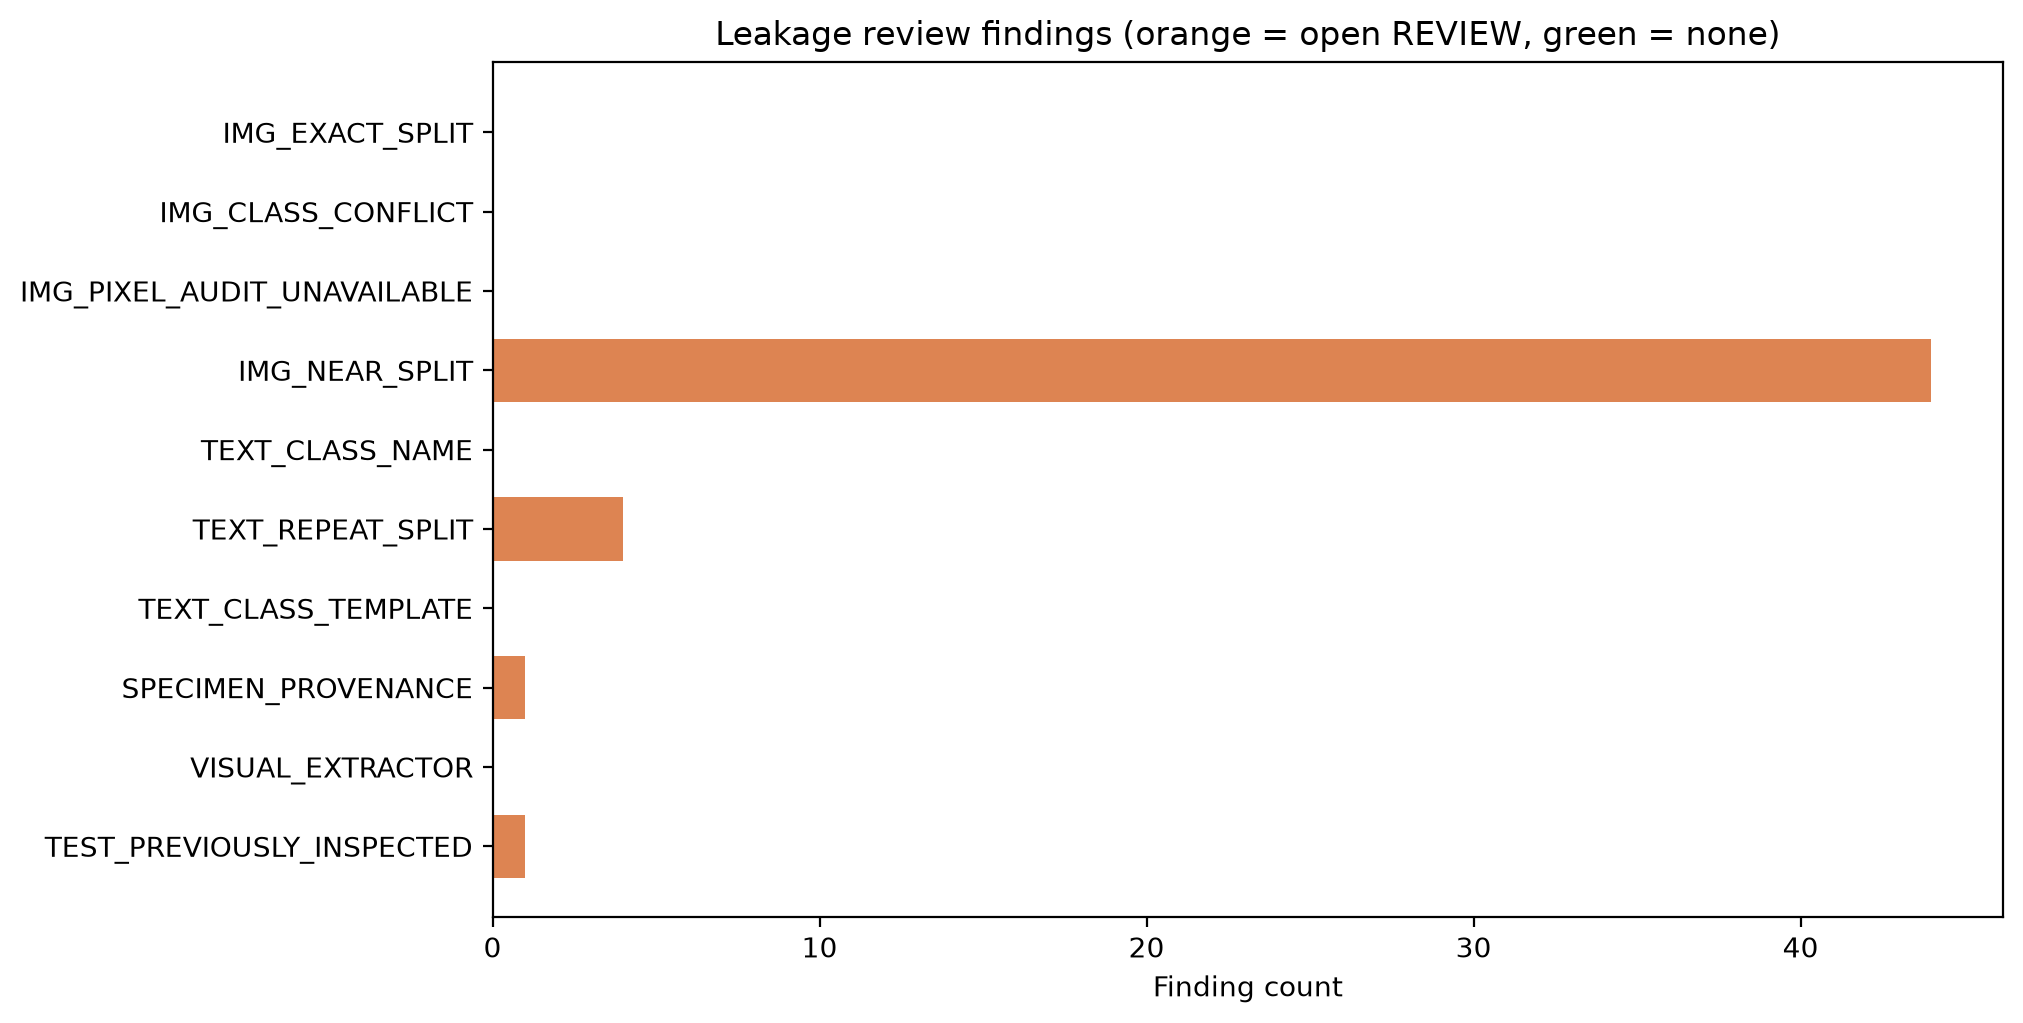 Leakage review findings (orange = open REVIEW, green = none)
IMG_EXACT_SPLIT
IMG_CLASS_CONFLICT
IMG_PIXEL_AUDIT_UNAVAILABLE
IMG_NEAR_SPLIT
TEXT_CLASS_NAME
TEXT_REPEAT_SPLIT
TEXT_CLASS_TEMPLATE
SPECIMEN_PROVENANCE
VISUAL_EXTRACTOR
TEST_PREVIOUSLY_INSPECTED
0 10 20 30 40
Finding count